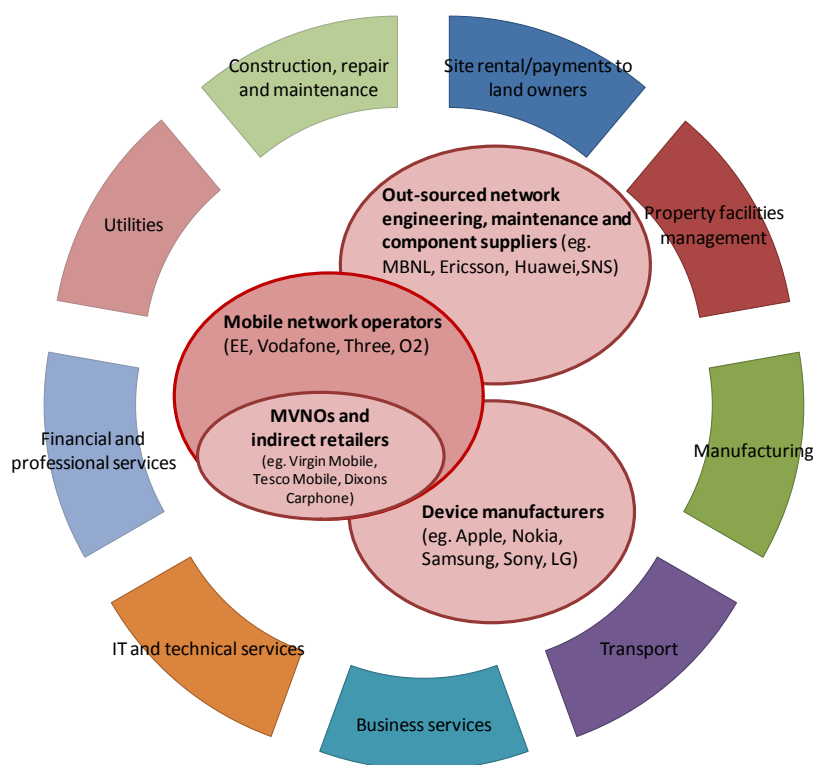 Construction, repair
and maintenance
Site rental/payments to
land owners
Out-sourced network
engineering, maintenance and
component suppliers (eg.
MBNL, Ericsson, Huawei,SNS)
Property facilities
management
Utilities
Mobile network operators
(EE, Vodafone, Three, O2)
MVNOs and
indirect retailers
(eg. Virgin Mobile,
Tesco Mobile, Dixons
Carphone)
Financial and
professional services
Manufacturing
Device manufacturers
(eg. Apple, Nokia,
Samsung, Sony, LG)
IT and technical services
Transport
Business services